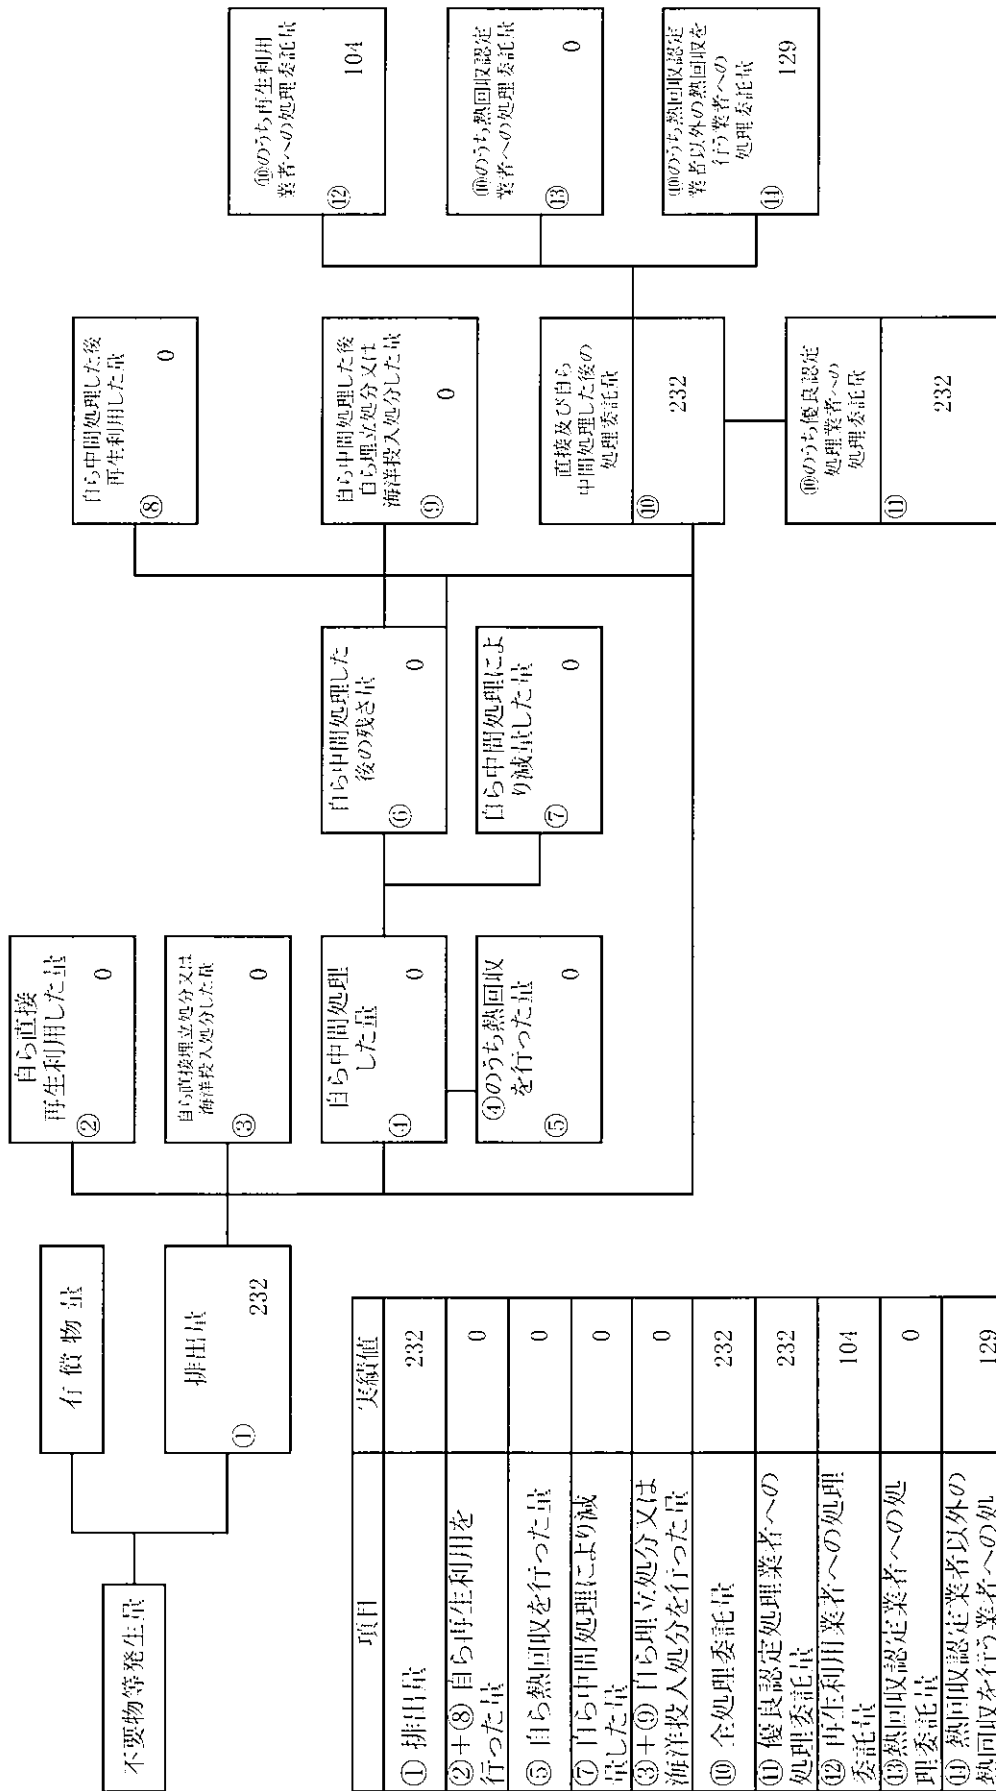 不要物等発生量
有償物量
排出量
① 232
自ら直接
再生利用した量
② 0
自ら直接埋立処分又は
海洋投入処分した量
③ 0
自ら中間処理
した量
④ 0
④のうち熱回収
を行った量
⑤ 0
自ら中間処理した
後の残さ量
⑥ 0
自ら中間処理によ
り減量した量
⑦ 0
自ら中間処理した後
再生利用した量
⑧ 0
自ら中間処理した後
自ら埋立処分又は
海洋投入処分した量
⑨ 0
直接及び自ら
中間処理した後の
処理委託量
⑩ 232
⑩のうち優良認定
処理業者への
処理委託量
⑪ 232
⑩のうち再生利用
業者への処理委託量
⑫ 104
⑩のうち熱回収認定
業者への処理委託量
⑬ 0
⑩のうち熱回収認定
業者以外の熱回収を
行う業者への
処理委託量
⑭ 129
項目 実績値
① 排出量 232
②+⑧ 自ら再生利用を
行った量 0
⑤ 自ら熱回収を行った量 0
⑦ 自ら中間処理により減
量した量 0
③+⑨ 自ら埋立処分又は
海洋投入処分を行った量 0
⑩ 全処理委託量 232
⑪ 優良認定処理業者への
処理委託量 232
⑫ 再生利用業者への処理
委託量 104
⑬熱回収認定業者への処
理委託量 0
⑭ 熱回収認定業者以外の
熱回収を行う業者への処 129